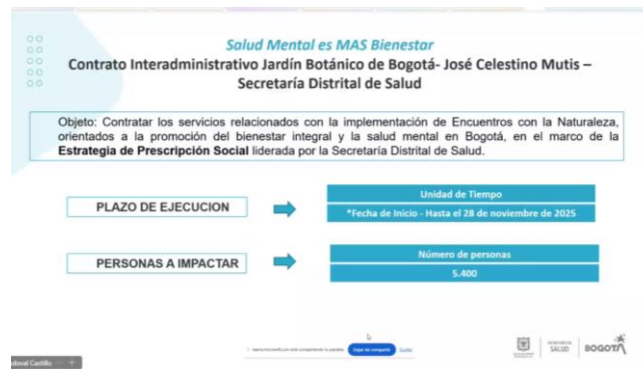 Salud Mental es MAS Bienestar
Contrato Interadministrativo Jardín Botánico de Bogotá- José Celestino Mutis –
Secretaría Distrital de Salud
Objeto: Contratar los servicios relacionados con la implementación de Encuentros con la Naturaleza,
orientados a la promoción del bienestar integral y la salud mental en Bogotá, en el marco de la
Estrategia de Prescripción Social liderada por la Secretaría Distrital de Salud.
PLAZO DE EJECUCION
Unidad de Tiempo
*Fecha de Inicio - Hasta el 28 de noviembre de 2025
PERSONAS A IMPACTAR
Número de personas
5.400
SALUD
BOGOTÁ
Castillo